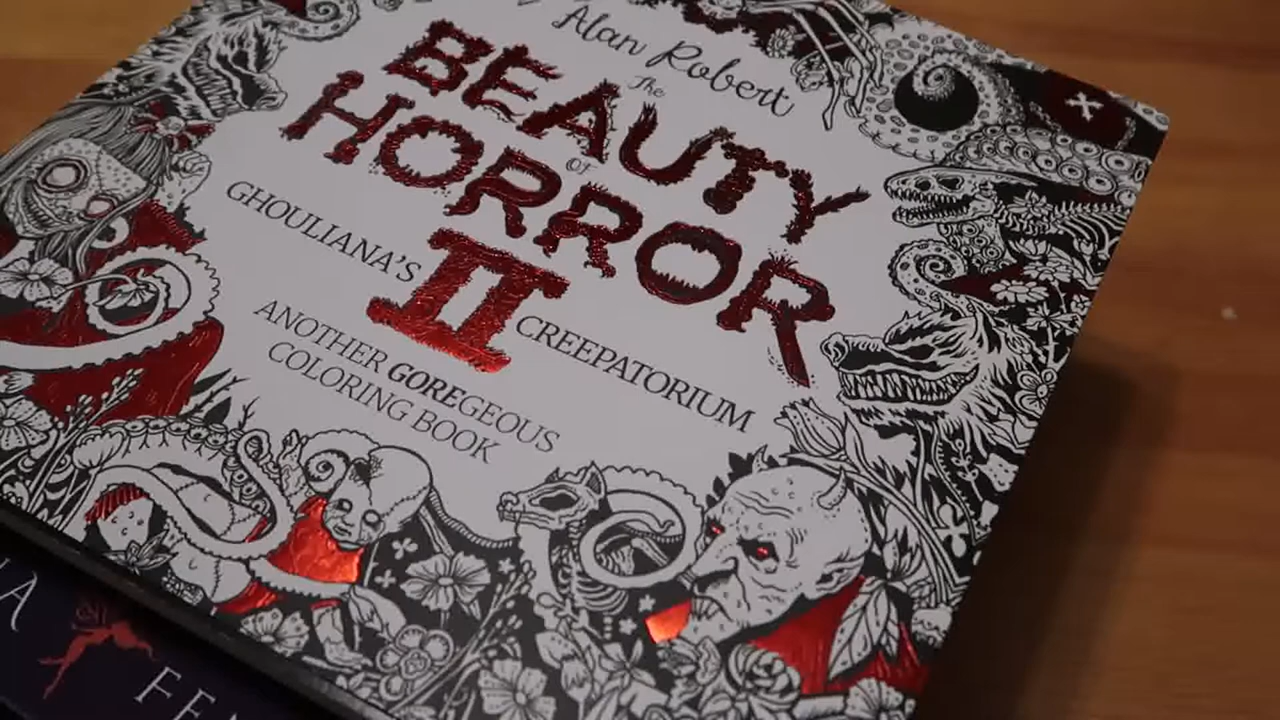 Alan Robert
The
BEAUTY
OF
HORROR
II
GHOULIANA'S
CREEPATORIUM
ANOTHER GOREGEOUS
COLORING BOOK